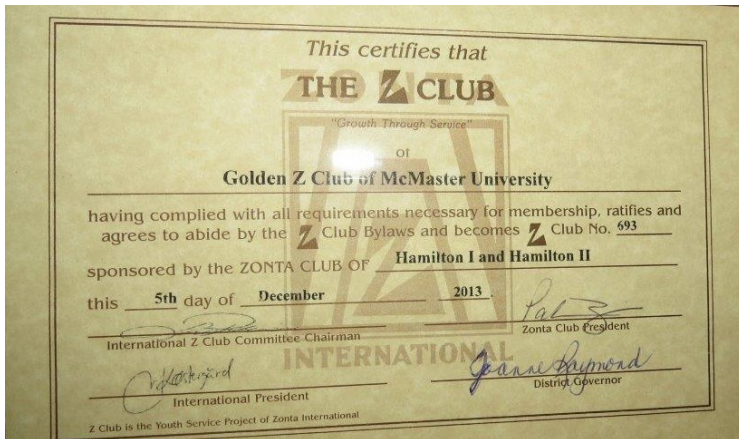 This certifies that
ZONTA
THE Z CLUB
"Growth Through Service"
of
Golden Z Club of McMaster University
having complied with all requirements necessary for membership, ratifies and
agrees to abide by the Z Club Bylaws and becomes Z Club No. 693
sponsored by the ZONTA CLUB OF Hamilton I and Hamilton II
this 5th day of December 2013.
International Z Club Committee Chairman
Zonta Club President
INTERNATIONAL
Joanne Raymond
International President
District Governor
Z Club is the Youth Service Project of Zonta International